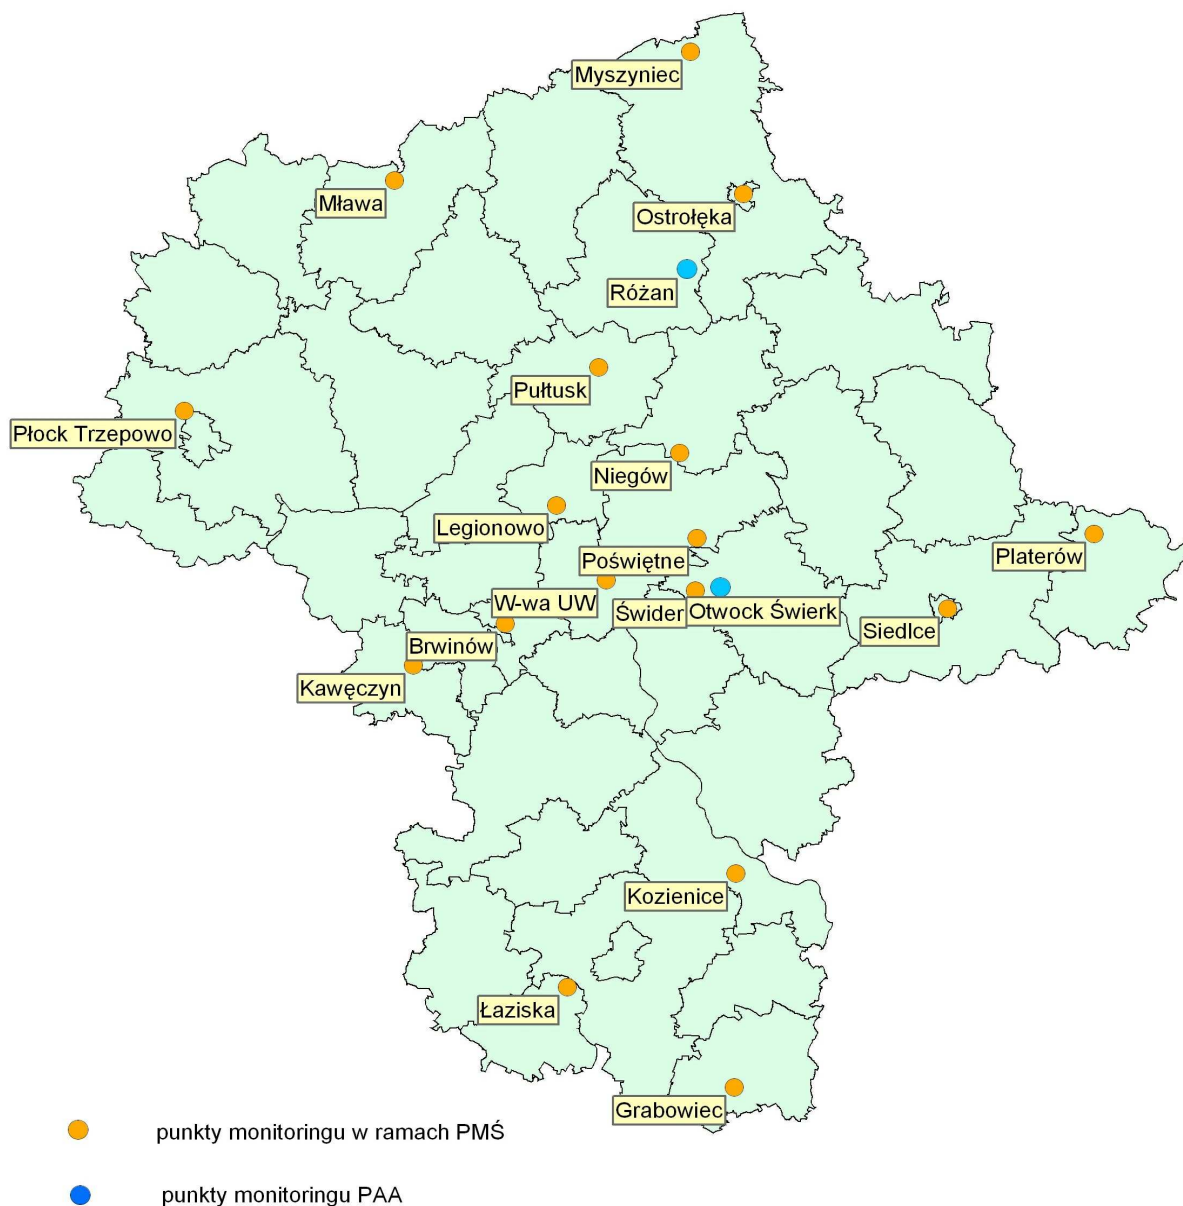 Myszyniec
Mława
Ostrołęka
Różan
Pułtusk
Płock Trzepowo
Niegów
Legionowo
Platerów
Poświętne
W-wa UW
Świder
Otwock Świerk
Siedlce
Brwinów
Kawęczyn
Kozienice
Łaziska
Grabowiec
punkty monitoringu w ramach PMŚ
punkty monitoringu PAA